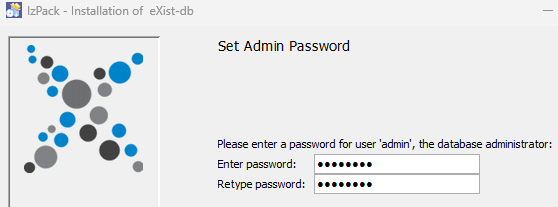 IzPack - Installation of eXist-db
Set Admin Password
Please enter a password for user 'admin', the database administrator:
Enter password: ••••••••
Retype password: ••••••••